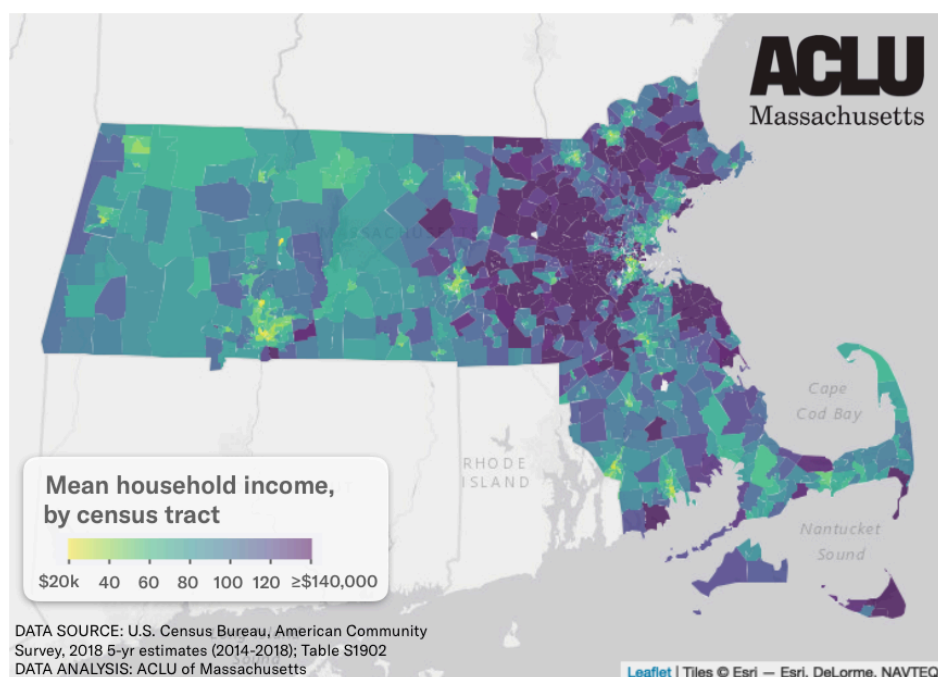 ACLU
Massachusetts
Cape
Cod Bay
RHODE
ISLAND
Nantucket
Sound
Mean household income,
by census tract
$20k 40 60 80 100 120 ≥$140,000
DATA SOURCE: U.S. Census Bureau, American Community
Survey, 2018 5-yr estimates (2014-2018); Table S1902
DATA ANALYSIS: ACLU of Massachusetts
Leaflet | Tiles © Esri — Esri, DeLorme, NAVTEQ